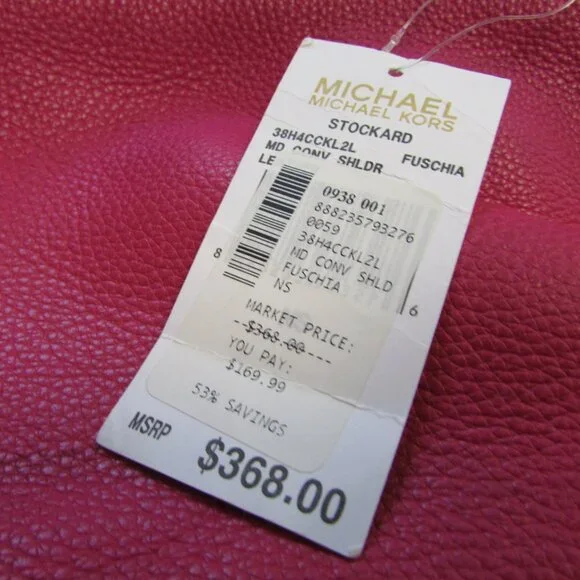 MICHAEL
MICHAEL KORS
STOCKARD
38H4CCKL2L FUSCHIA
MD CONV SHLDR
LE
0938 001
888235793276
0059
38H4CCKL2L
MD CONV SHLD
FUSCHIA
NS
8 6
MARKET PRICE:
--$368.00---
YOU PAY:
$169.99
53% SAVINGS
MSRP
$368.00